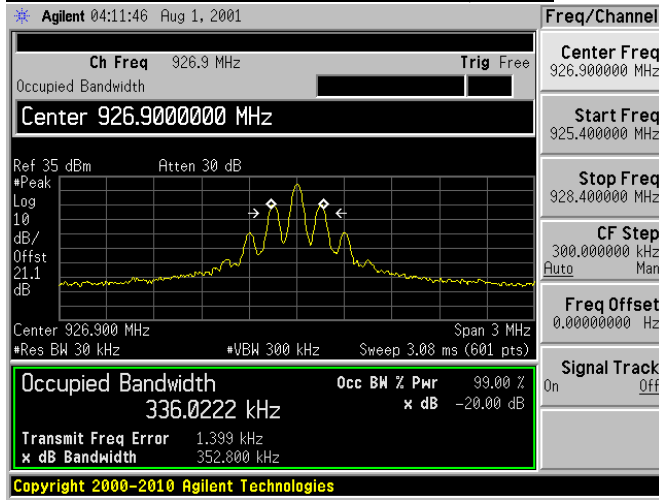 Agilent 04:11:46 Aug 1, 2001
Freq/Channel
Ch Freq 926.9 MHz Trig Free
Occupied Bandwidth
Center 926.9000000 MHz
Ref 35 dBm Atten 30 dB
#Peak
Log
10
dB/
Offst
21.1
dB
Center 926.900 MHz Span 3 MHz
#Res BW 30 kHz #VBW 300 kHz Sweep 3.08 ms (601 pts)
Occupied Bandwidth Occ BW % Pwr 99.00 %
336.0222 kHz x dB -20.00 dB
Transmit Freq Error 1.399 kHz
x dB Bandwidth 352.800 kHz
Copyright 2000-2010 Agilent Technologies
Center Freq
926.900000 MHz
Start Freq
925.400000 MHz
Stop Freq
928.400000 MHz
CF Step
300.000000 kHz
Auto Man
Freq Offset
0.00000000 Hz
Signal Track
On Off